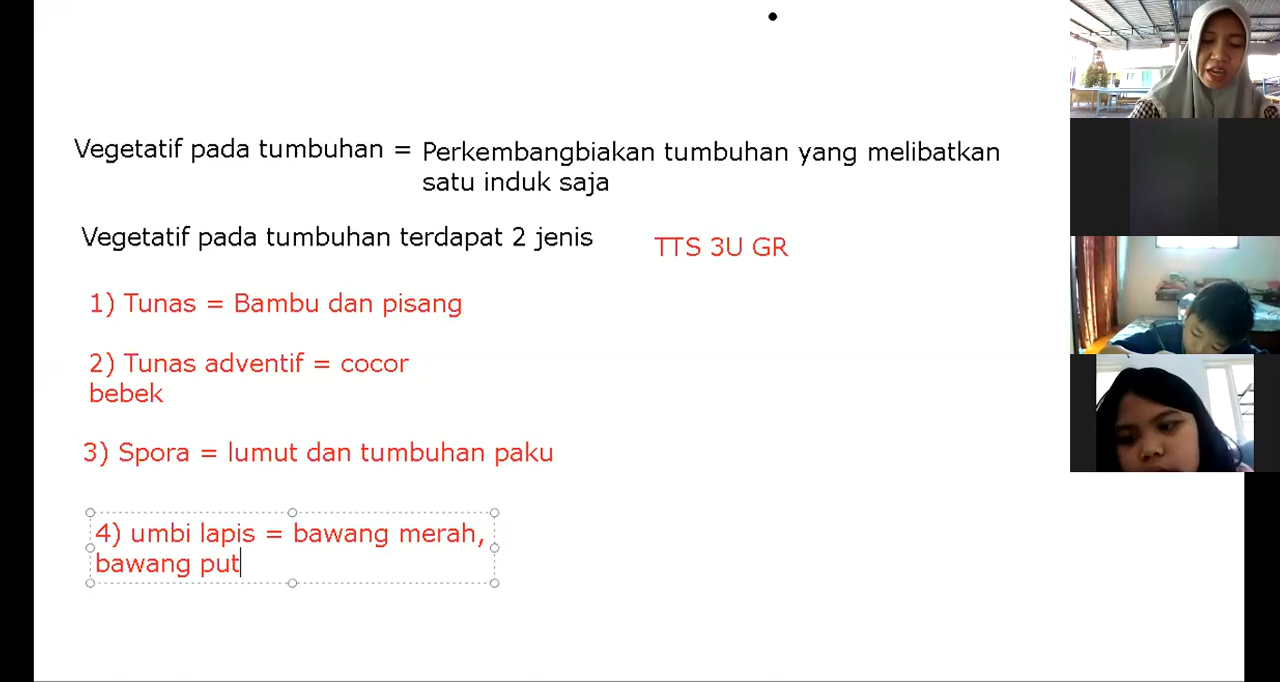 Vegetatif pada tumbuhan = Perkembangbiakan tumbuhan yang melibatkan
satu induk saja
Vegetatif pada tumbuhan terdapat 2 jenis
TTS 3U GR
1) Tunas = Bambu dan pisang
2) Tunas adventif = cocor
bebek
3) Spora = lumut dan tumbuhan paku
4) umbi lapis = bawang merah,
bawang put